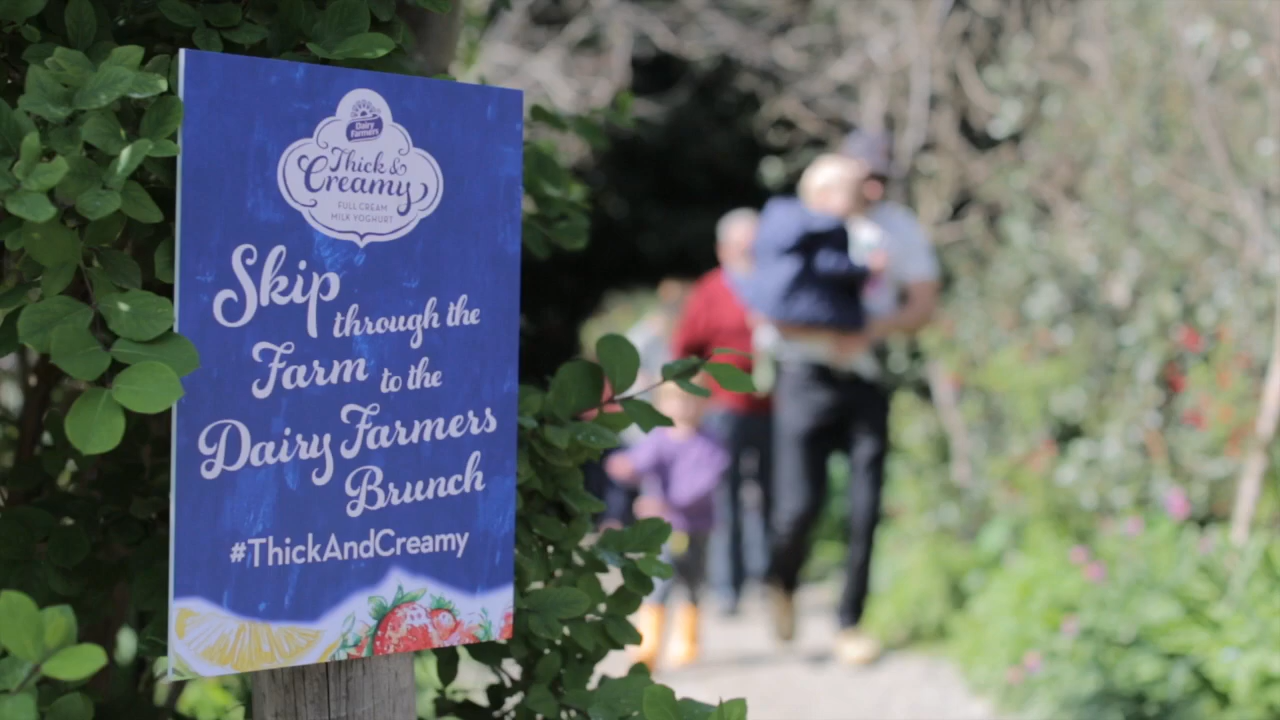 Dairy
Farmers
Thick &
Creamy
FULL CREAM
MILK YOGHURT
Skip
through the
Farm to the
Dairy Farmers
Brunch
#ThickAndCreamy